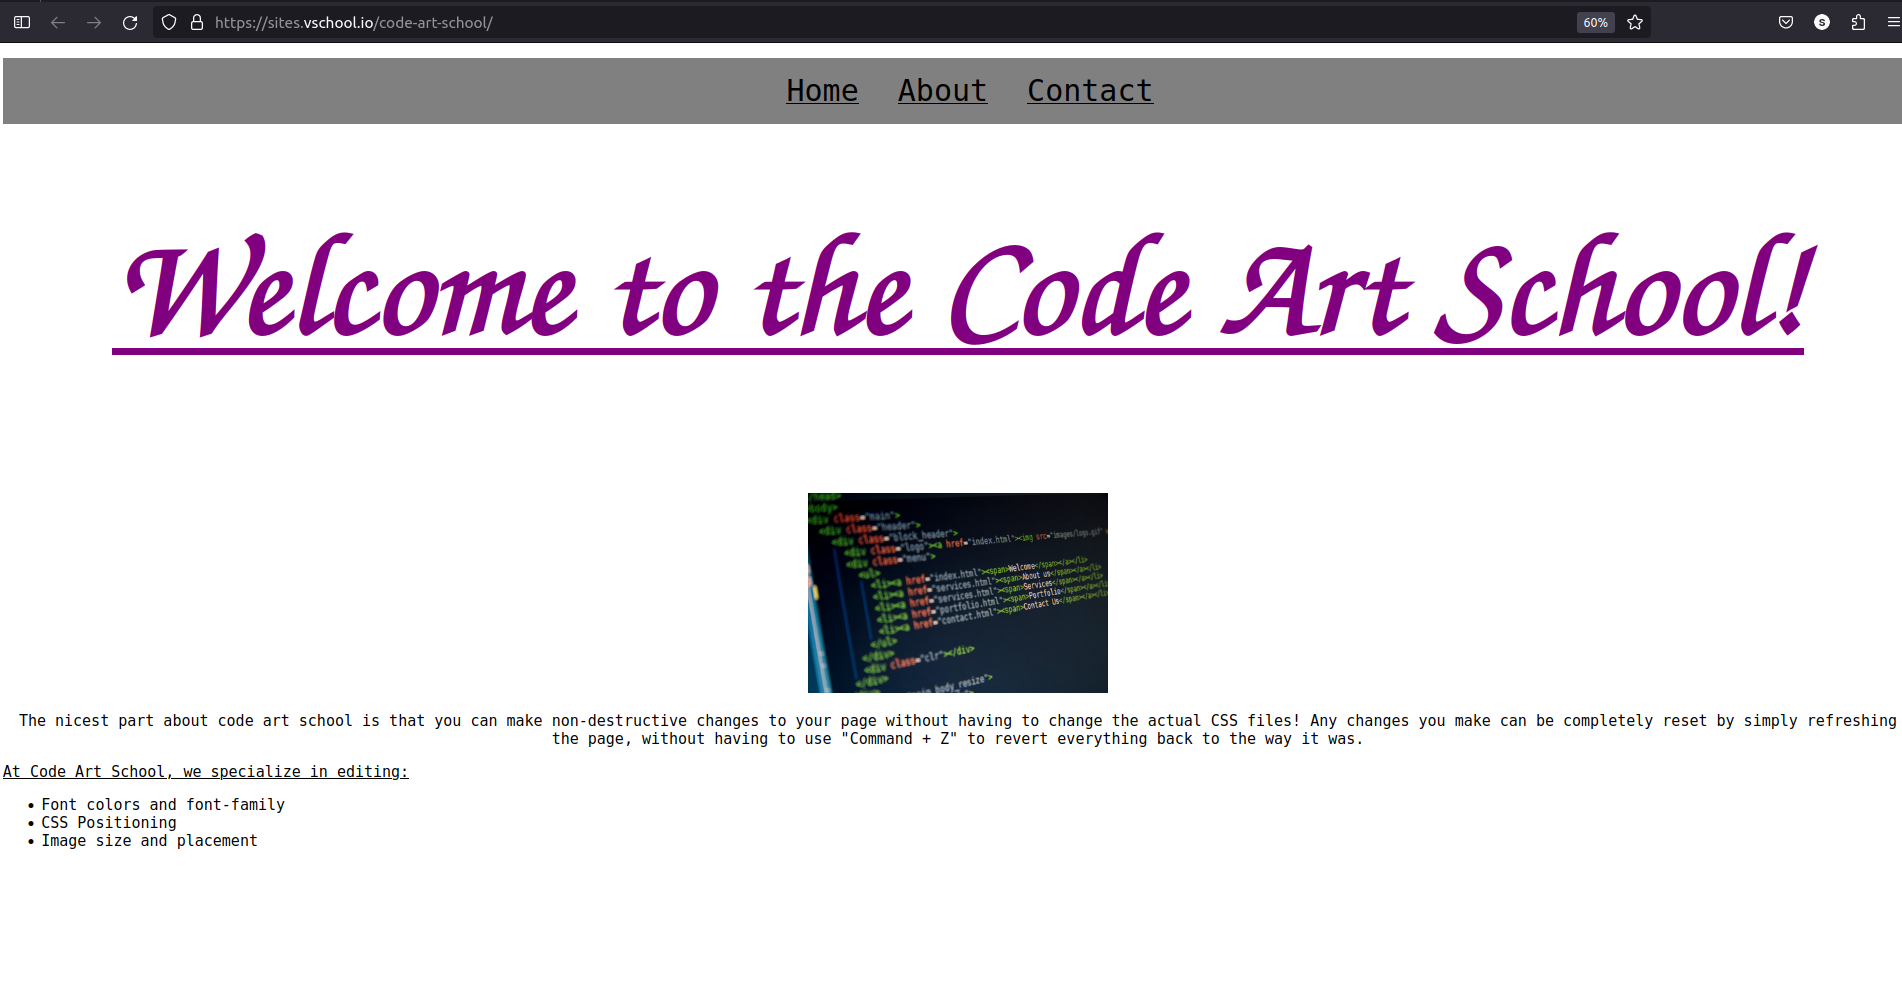 https://sites.vschool.io/code-art-school/
60%
S
Home About Contact
Welcome to the Code Art School!
body>
<div class="main">
<div class="header">
<div class="block_header">
<div class="logo"><a href="index.html"><img src="images/logo.gif"
<div class="menu">
<ul>
<li><a href="index.html"><span>Welcome</span></a></li>
<li><a href="services.html"><span>About us</span></a></li>
<li><a href="services.html"><span>Services</span></a></li>
<li><a href="portfolio.html"><span>Portfolio</span></a></li>
<li><a href="contact.html"><span>Contact Us</span></a></li>
</ul>
</div>
<div class="clr"></div>
</div>
body_resize">
The nicest part about code art school is that you can make non-destructive changes to your page without having to change the actual CSS files! Any changes you make can be completely reset by simply refreshing
the page, without having to use "Command + Z" to revert everything back to the way it was.
At Code Art School, we specialize in editing:
• Font colors and font-family
• CSS Positioning
• Image size and placement